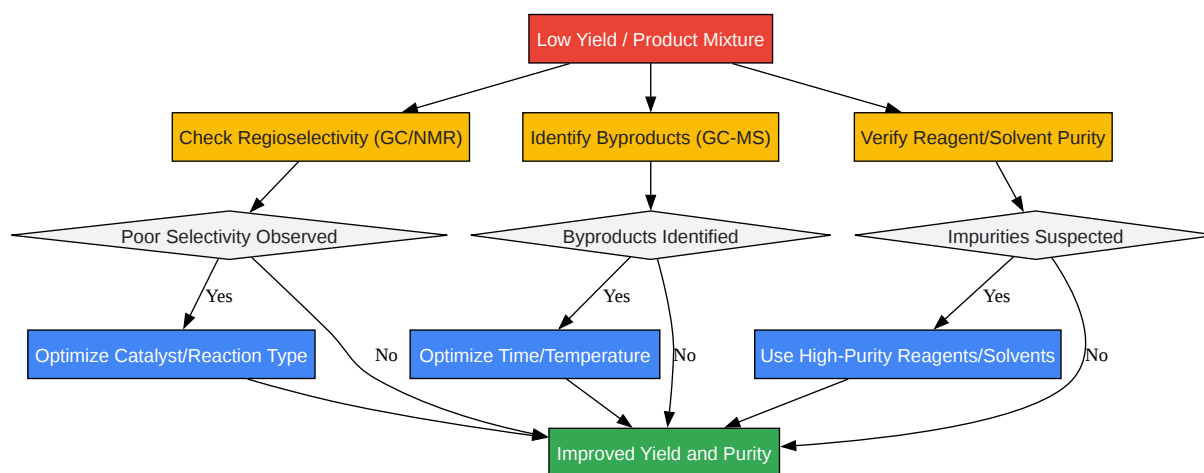 Low Yield / Product Mixture
Check Regioselectivity (GC/NMR)
Identify Byproducts (GC-MS)
Verify Reagent/Solvent Purity
Poor Selectivity Observed
Byproducts Identified
Impurities Suspected
Yes
Yes
Yes
Optimize Catalyst/Reaction Type
No
Optimize Time/Temperature
No
Use High-Purity Reagents/Solvents
No
Improved Yield and Purity